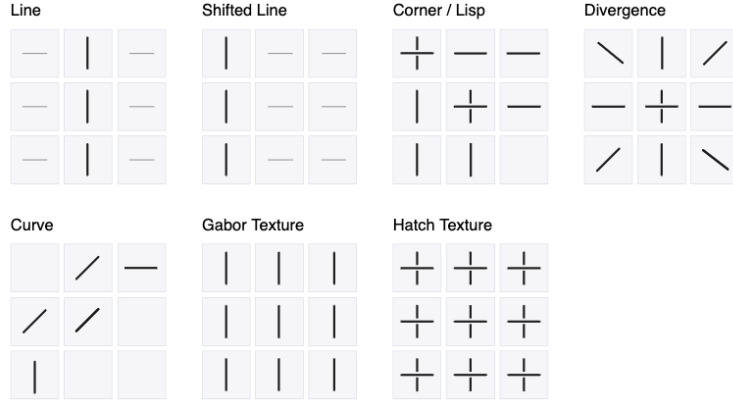 Line
Shifted Line
Corner / Lisp
Divergence
Curve
Gabor Texture
Hatch Texture